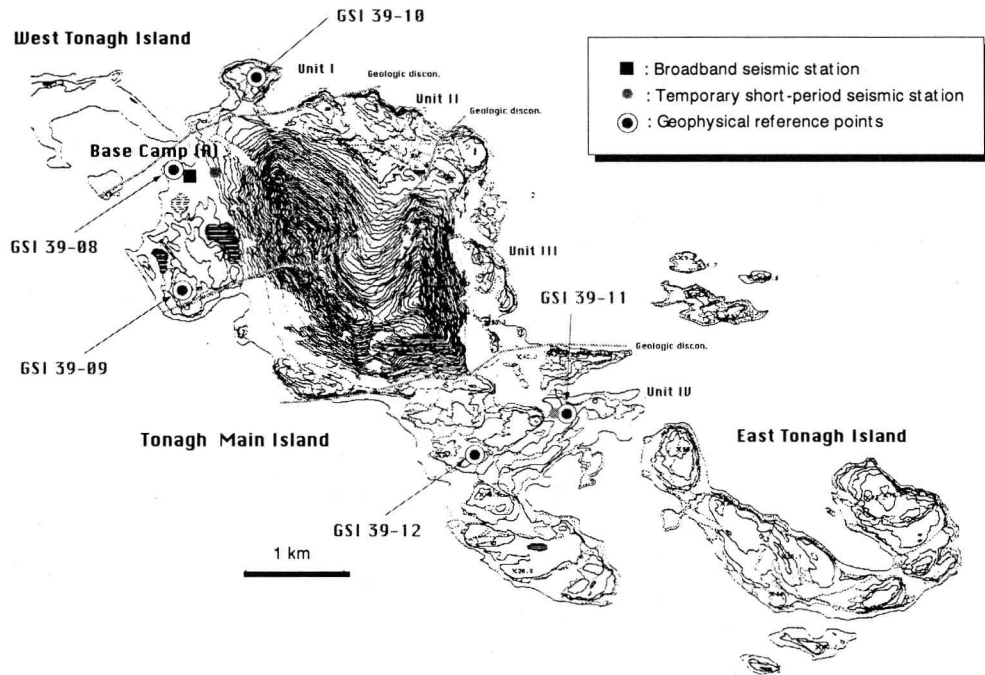 GSI 39-10
West Tonagh Island
Unit I
Geologic discon.
Unit II
Geologic discon.
: Broadband seismic station
: Temporary short-period seismic station
: Geophysical reference points
Base Camp (A)
GSI 39-08
Unit III
GSI 39-11
GSI 39-09
Geologic discon.
Unit IV
Tonagh Main Island
East Tonagh Island
GSI 39-12
1 km